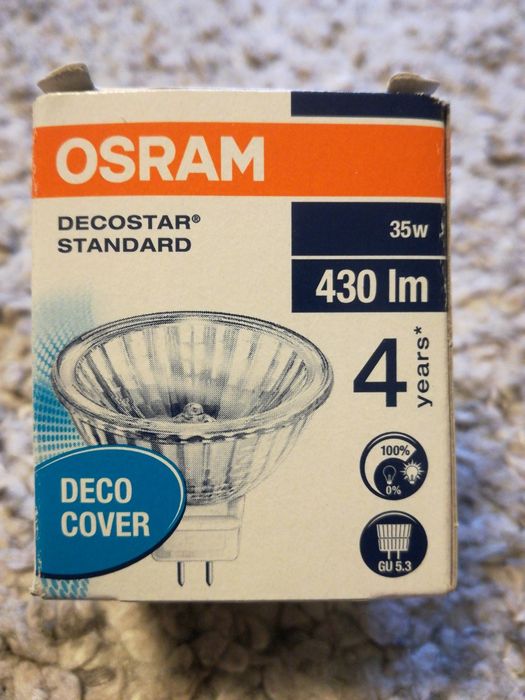 OSRAM
DECOSTAR®
STANDARD
35w
430 lm
4 years*
100%
0%
DECO
COVER
GU 5.3